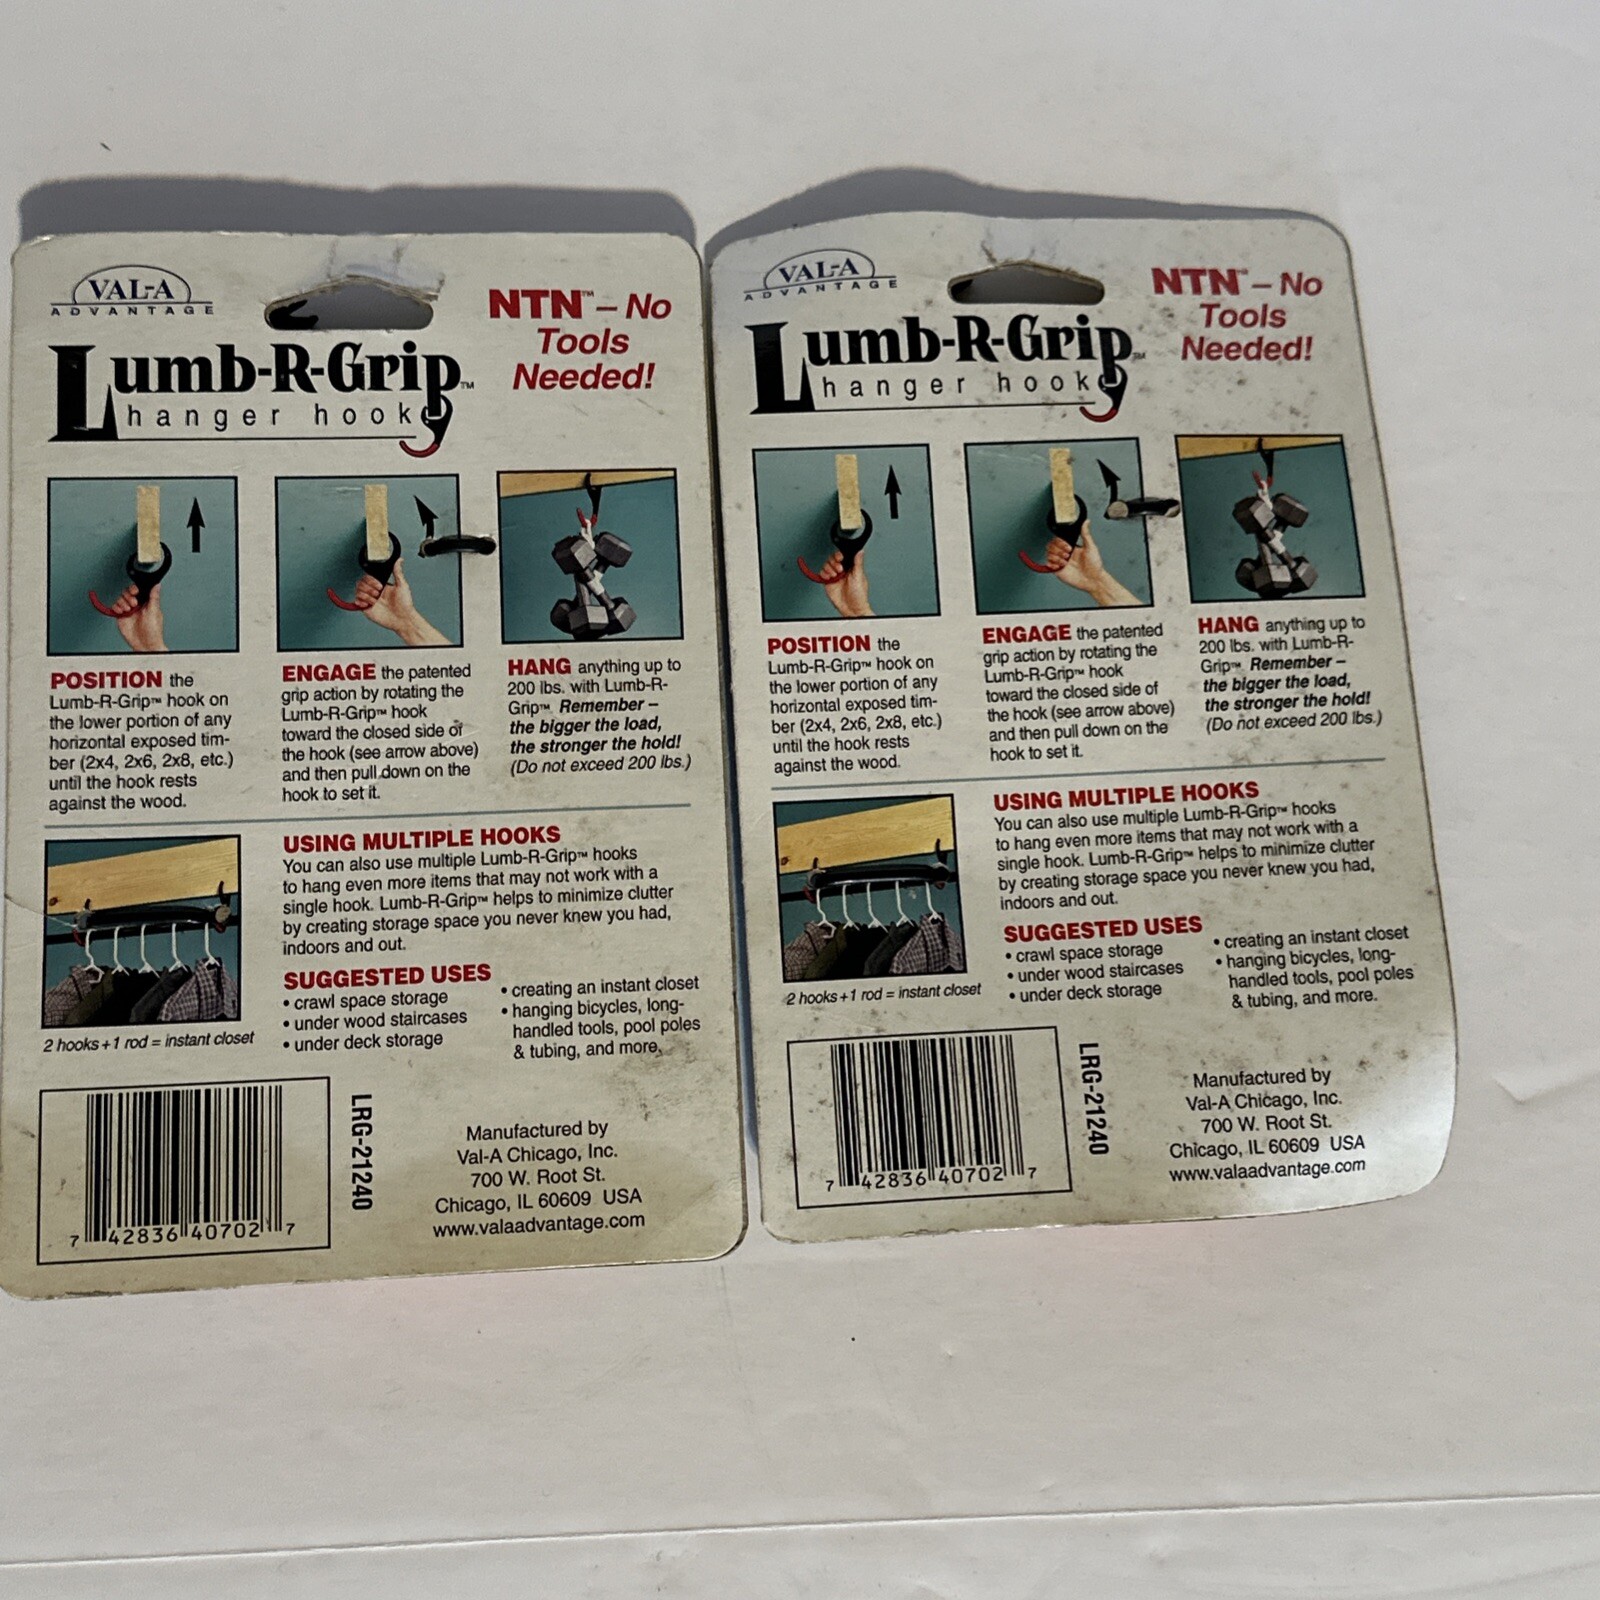 VAL-A
ADVANTAGE
NTN™ – No
Tools
Needed!
Lumb-R-Grip™
hanger hook
POSITION the
Lumb-R-Grip™ hook on
the lower portion of any
horizontal exposed tim-
ber (2x4, 2x6, 2x8, etc.)
until the hook rests
against the wood.
ENGAGE the patented
grip action by rotating the
Lumb-R-Grip™ hook
toward the closed side of
the hook (see arrow above)
and then pull down on the
hook to set it.
HANG anything up to
200 lbs. with Lumb-R-
Grip™. Remember –
the bigger the load,
the stronger the hold!
(Do not exceed 200 lbs.)
2 hooks + 1 rod = instant closet
USING MULTIPLE HOOKS
You can also use multiple Lumb-R-Grip™ hooks
to hang even more items that may not work with a
single hook. Lumb-R-Grip™ helps to minimize clutter
by creating storage space you never knew you had,
indoors and out.
SUGGESTED USES
• crawl space storage
• under wood staircases
• under deck storage
• creating an instant closet
• hanging bicycles, long-
handled tools, pool poles
& tubing, and more.
7 42836 40702 7
LRG-21240
Manufactured by
Val-A Chicago, Inc.
700 W. Root St.
Chicago, IL 60609 USA
www.valaadvantage.com
VAL-A
ADVANTAGE
NTN™ – No
Tools
Needed!
Lumb-R-Grip™
hanger hook
POSITION the
Lumb-R-Grip™ hook on
the lower portion of any
horizontal exposed tim-
ber (2x4, 2x6, 2x8, etc.)
until the hook rests
against the wood.
ENGAGE the patented
grip action by rotating the
Lumb-R-Grip™ hook
toward the closed side of
the hook (see arrow above)
and then pull down on the
hook to set it.
HANG anything up to
200 lbs. with Lumb-R-
Grip™. Remember –
the bigger the load,
the stronger the hold!
(Do not exceed 200 lbs.)
2 hooks + 1 rod = instant closet
USING MULTIPLE HOOKS
You can also use multiple Lumb-R-Grip™ hooks
to hang even more items that may not work with a
single hook. Lumb-R-Grip™ helps to minimize clutter
by creating storage space you never knew you had,
indoors and out.
SUGGESTED USES
• crawl space storage
• under wood staircases
• under deck storage
• creating an instant closet
• hanging bicycles, long-
handled tools, pool poles
& tubing, and more.
7 42836 40702 7
LRG-21240
Manufactured by
Val-A Chicago, Inc.
700 W. Root St.
Chicago, IL 60609 USA
www.valaadvantage.com